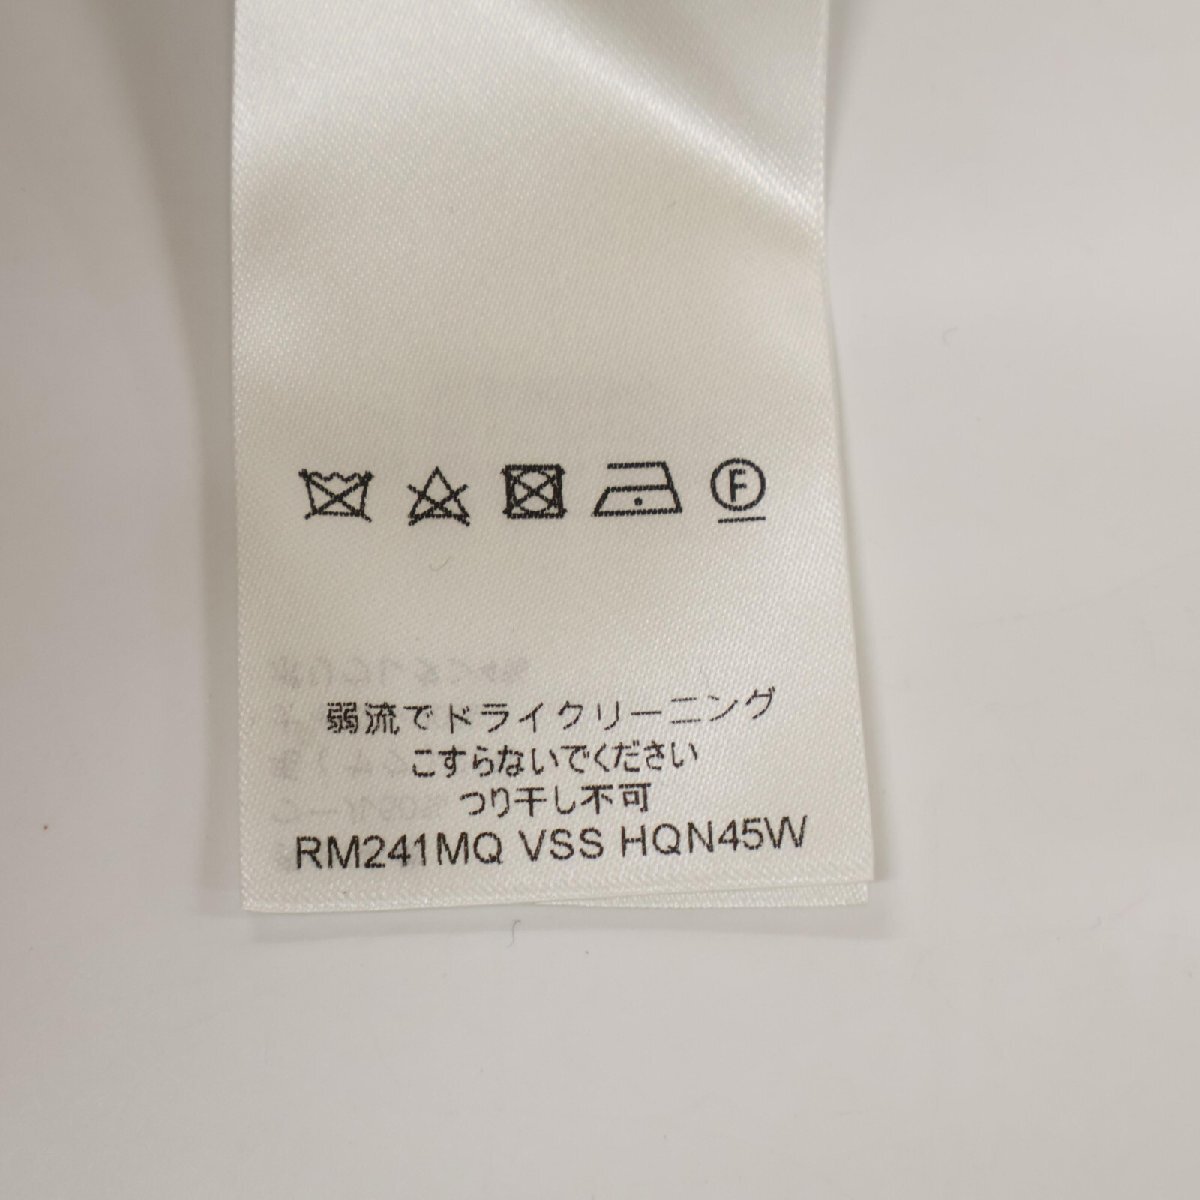 F
弱流でドライクリーニング
こすらないでください
つり干し不可
RM241MQ VSS HQN45W